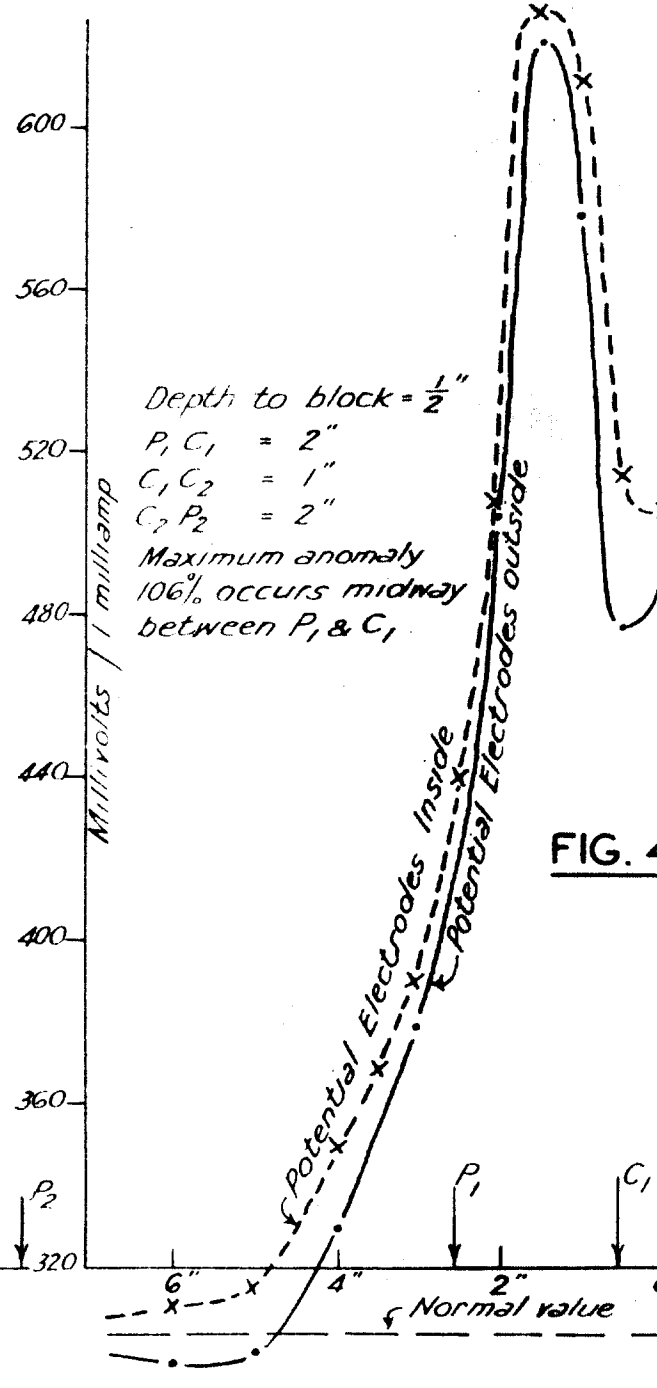 600
560
520
480
440
400
360
320
Millivolts / 1 milliamp
Depth to block = 1/2"
P₁ C₁ = 2"
C₁ C₂ = 1"
C₂ P₂ = 2"
Maximum anomaly
106% occurs midway
between P₁ & C₁
Potential Electrodes Inside
Potential Electrodes outside
FIG. 4
P₂
P₁
C₁
6"
4"
2"
Normal value